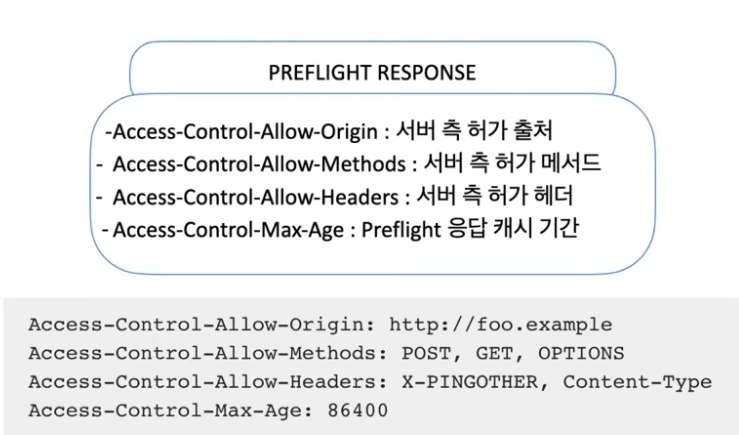 PREFLIGHT RESPONSE
-Access-Control-Allow-Origin : 서버 측 허가 출처
- Access-Control-Allow-Methods : 서버 측 허가 메서드
- Access-Control-Allow-Headers : 서버 측 허가 헤더
- Access-Control-Max-Age : Preflight 응답 캐시 기간
Access-Control-Allow-Origin: http://foo.example
Access-Control-Allow-Methods: POST, GET, OPTIONS
Access-Control-Allow-Headers: X-PINGOTHER, Content-Type
Access-Control-Max-Age: 86400